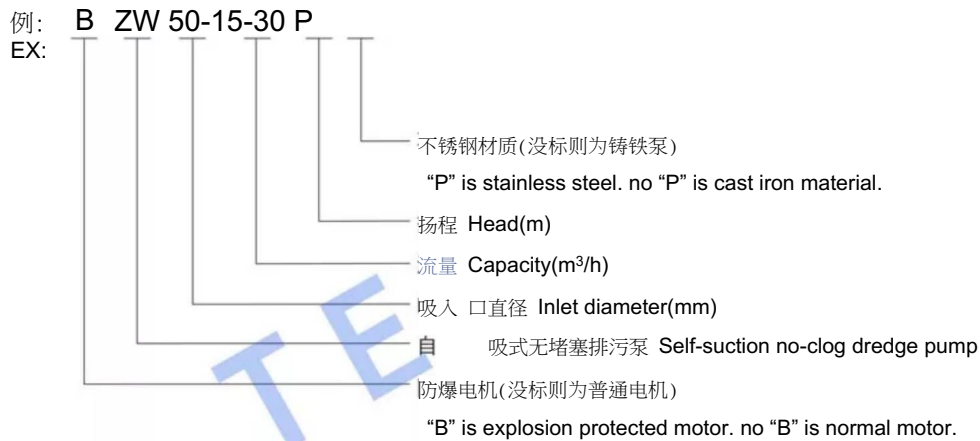 例: B ZW 50-15-30 P
EX:
不锈钢材质(没标则为铸铁泵)
“P” is stainless steel. no “P” is cast iron material.
扬程 Head(m)
流量 Capacity(m³/h)
吸入 口直径 Inlet diameter(mm)
自 吸式无堵塞排污泵 Self-suction no-clog dredge pump
防爆电机(没标则为普通电机)
“B” is explosion protected motor. no “B” is normal motor.
TE